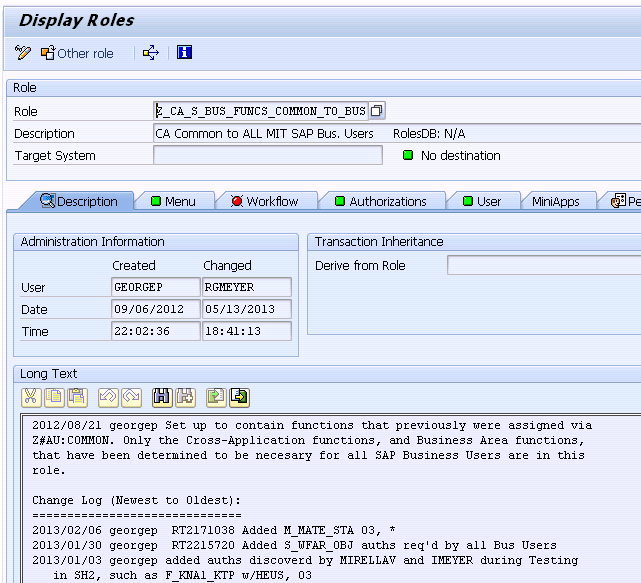 Display Roles
Other role
Role
Role Z_CA_S_BUS_FUNCS_COMMON_TO_BUS
Description CA Common to ALL MIT SAP Bus. Users RolesDB: N/A
Target System No destination
Description Menu Workflow Authorizations User MiniApps Pe
Administration Information Transaction Inheritance
Created Changed Derive from Role
User GEORGEP RGMEYER
Date 09/06/2012 05/13/2013
Time 22:02:36 18:41:13
Long Text
2012/08/21 georgep Set up to contain functions that previously were assigned via
Z#AU:COMMON. Only the Cross-Application functions, and Business Area functions,
that have been determined to be necesary for all SAP Business Users are in this
role.
Change Log (Newest to Oldest):
==============================
2013/02/06 georgep RT2171038 Added M_MATE_STA 03, *
2013/01/30 georgep RT2215720 Added S_WFAR_OBJ auths req'd by all Bus Users
2013/01/03 georgep added auths discoverd by MIRELLAV and IMEYER during Testing
in SH2, such as F_KNA1_KTP w/HEUS, 03